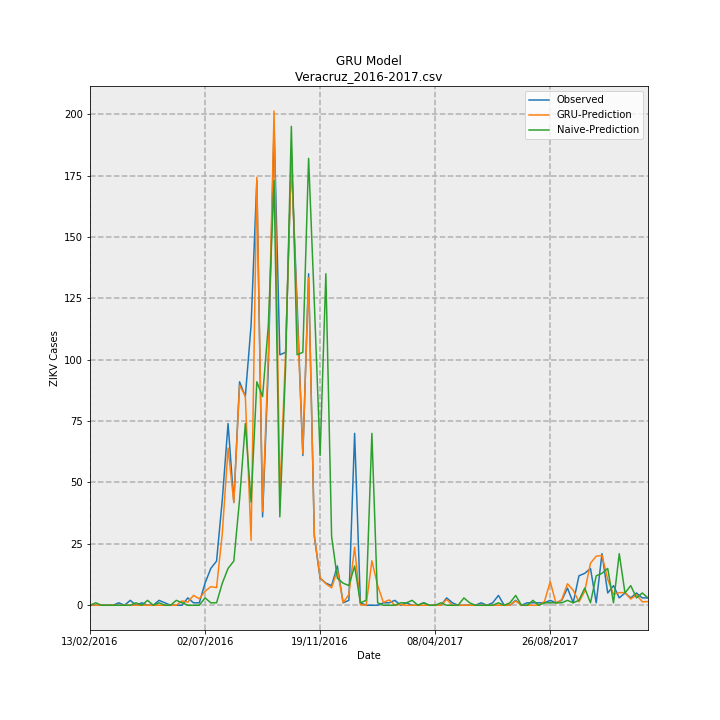 GRU Model
Veracruz_2016-2017.csv
Observed
GRU-Prediction
Naive-Prediction
200
175
150
125
100
75
50
25
0
ZIKV Cases
13/02/2016 02/07/2016 19/11/2016 08/04/2017 26/08/2017
Date